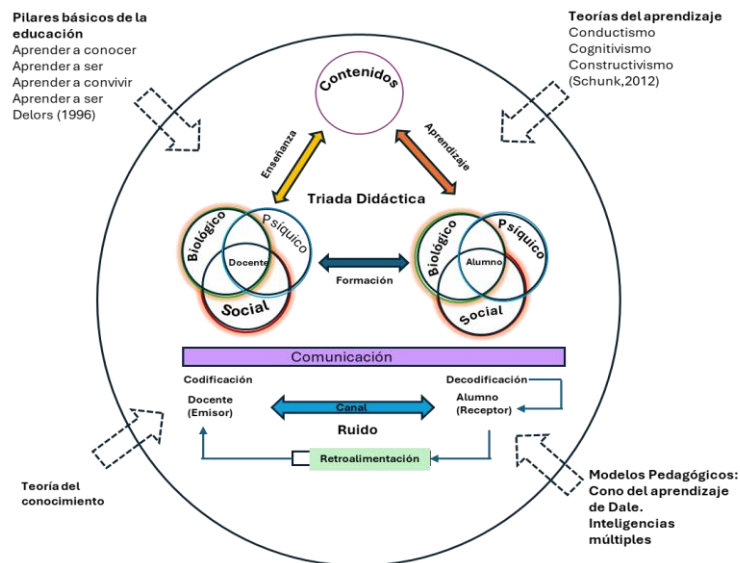 Pilares básicos de la
educación
Aprender a conocer
Aprender a ser
Aprender a convivir
Aprender a ser
Delors (1996)
Teorías del aprendizaje
Conductismo
Cognitivismo
Constructivismo
(Schunk,2012)
Contenidos
Enseñanza
Aprendizaje
Triada Didáctica
Biológico
Psíquico
Docente
Social
Formación
Biológico
Psíquico
Alumno
Social
Comunicación
Codificación
Decodificación
Docente
(Emisor)
Canal
Alumno
(Receptor)
Ruido
Retroalimentación
Teoría del
conocimiento
Modelos Pedagógicos:
Cono del aprendizaje
de Dale.
Inteligencias
múltiples